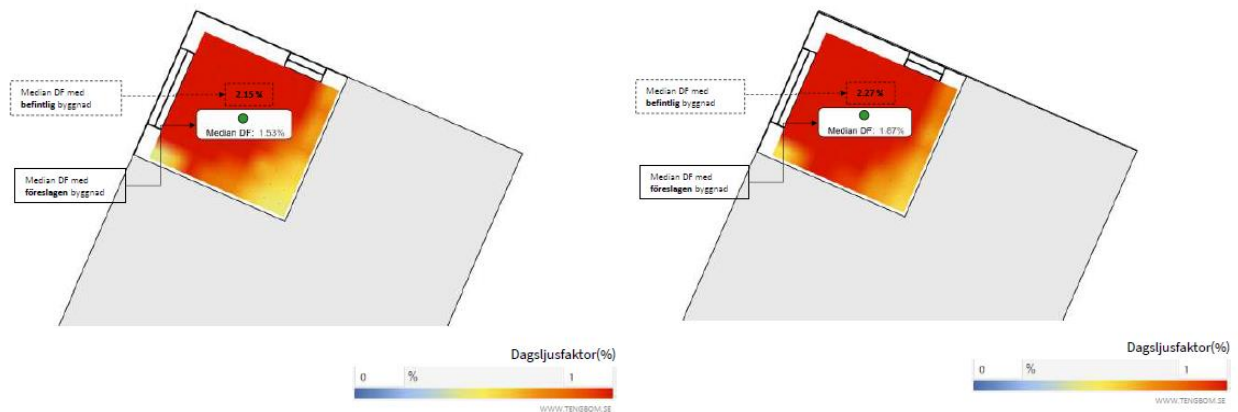 Median DF med
befintlig byggnad
2.15 %
Median DF: 1.53%
Median DF med
föreslagen byggnad
Dagsljusfaktor(%)
0 % 1
WWW.TENGBOM.SE
Median DF med
befintlig byggnad
2.27 %
Median DF: 1.67%
Median DF med
föreslagen byggnad
Dagsljusfaktor(%)
0 % 1
WWW.TENGBOM.SE